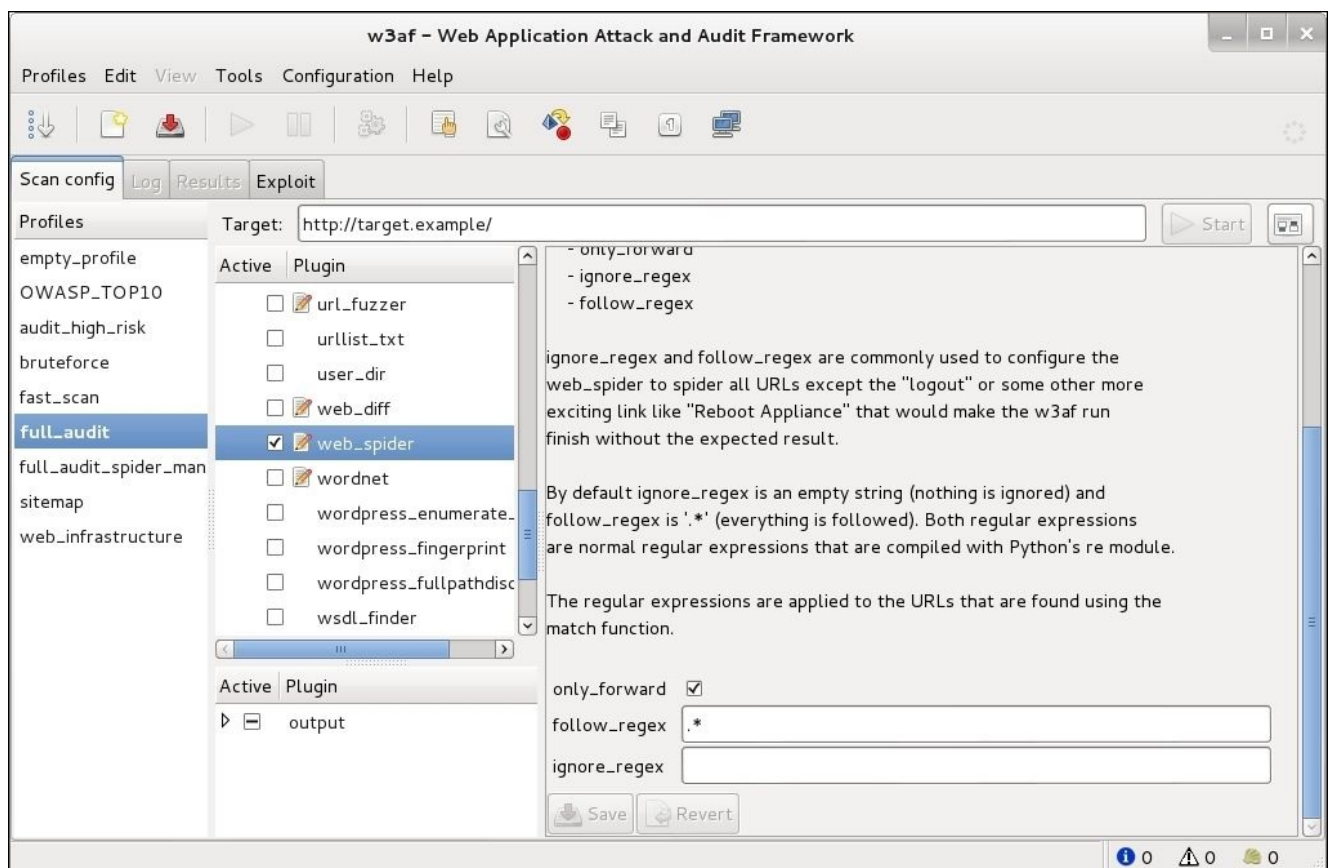 w3af - Web Application Attack and Audit Framework
Profiles Edit View Tools Configuration Help
Scan config Log Results Exploit
Profiles
empty_profile
OWASP_TOP10
audit_high_risk
bruteforce
fast_scan
full_audit
full_audit_spider_man
sitemap
web_infrastructure
Target: http://target.example/ Start
Active Plugin
url_fuzzer
urllist_txt
user_dir
web_diff
web_spider
wordnet
wordpress_enumerate_
wordpress_fingerprint
wordpress_fullpathdisc
wsdl_finder
Active Plugin
output
- only_forward
- ignore_regex
- follow_regex
ignore_regex and follow_regex are commonly used to configure the
web_spider to spider all URLs except the "logout" or some other more
exciting link like "Reboot Appliance" that would make the w3af run
finish without the expected result.
By default ignore_regex is an empty string (nothing is ignored) and
follow_regex is '.*' (everything is followed). Both regular expressions
are normal regular expressions that are compiled with Python's re module.
The regular expressions are applied to the URLs that are found using the
match function.
only_forward
follow_regex .*
ignore_regex
Save Revert
0 0 0